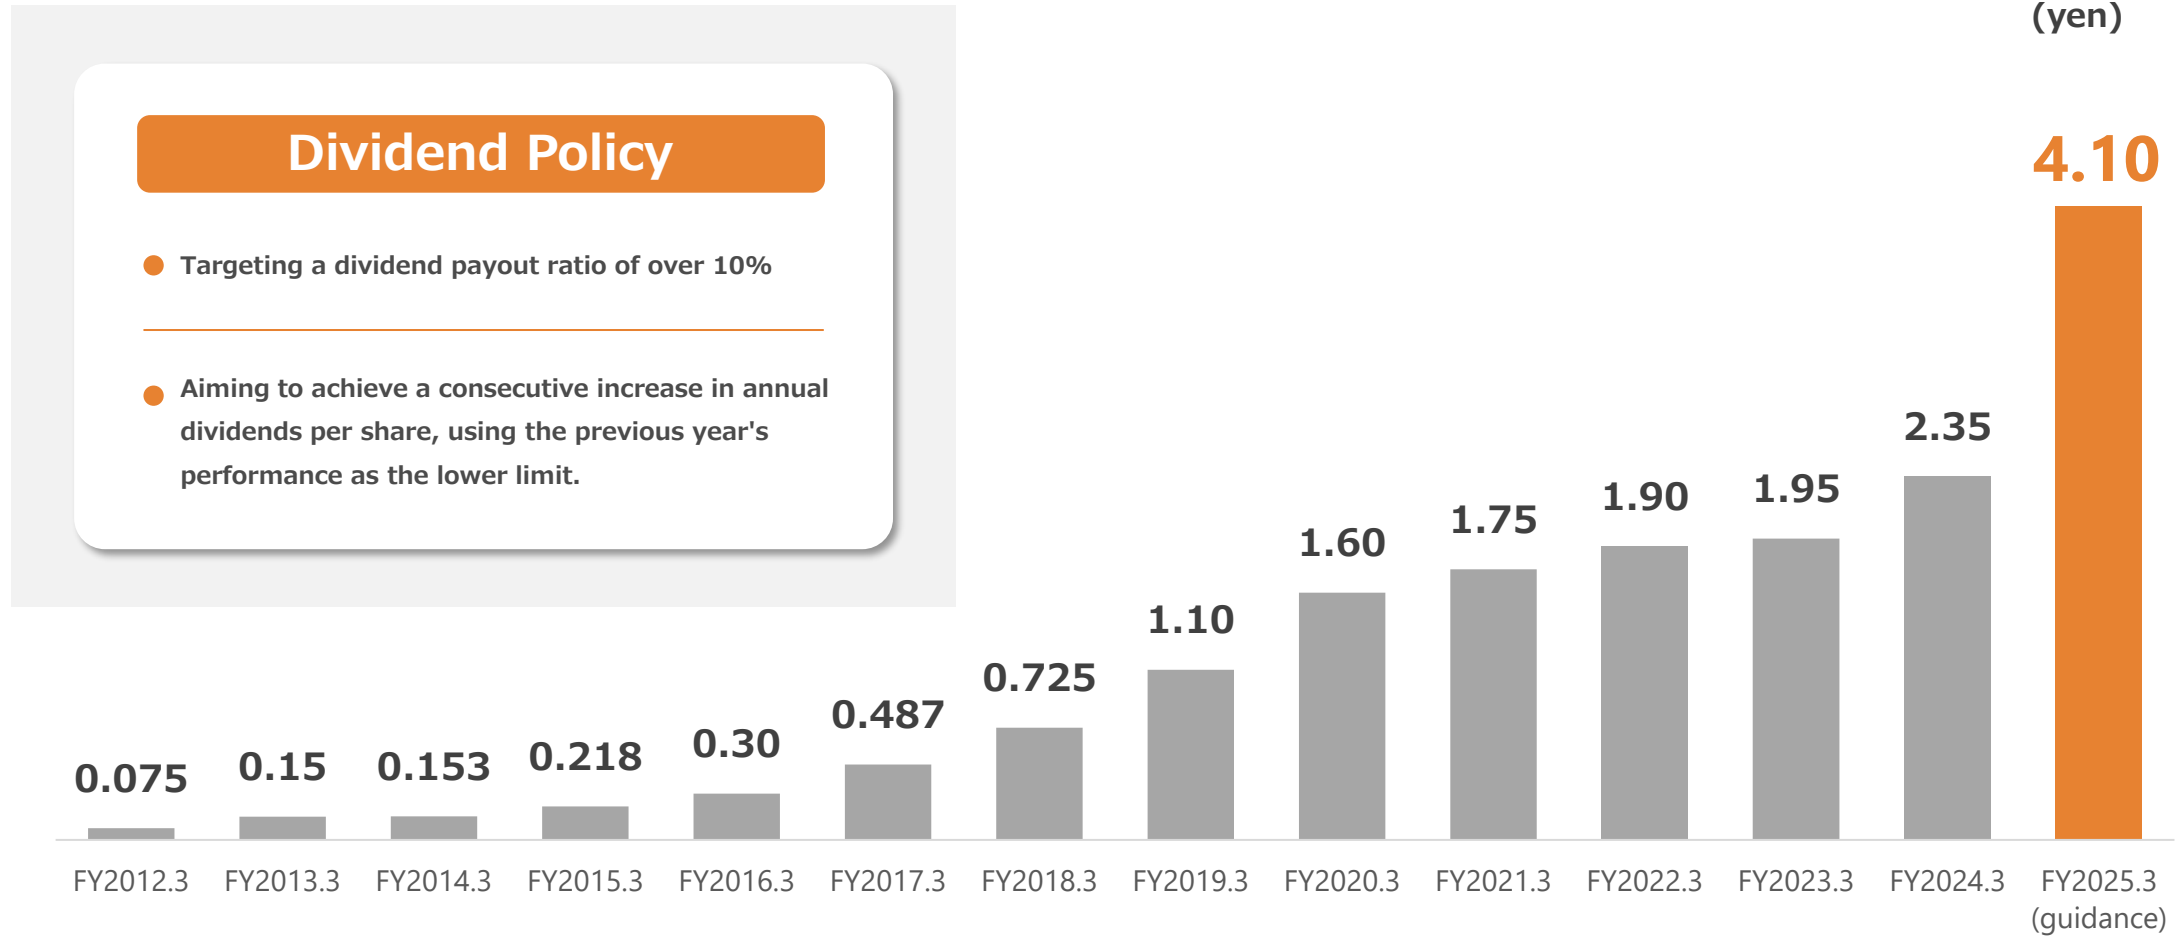 (yen)
Dividend Policy
Targeting a dividend payout ratio of over 10%
Aiming to achieve a consecutive increase in annual
dividends per share, using the previous year's
performance as the lower limit.
0.075
0.15
0.153
0.218
0.30
0.487
0.725
1.10
1.60
1.75
1.90
1.95
2.35
4.10
FY2012.3
FY2013.3
FY2014.3
FY2015.3
FY2016.3
FY2017.3
FY2018.3
FY2019.3
FY2020.3
FY2021.3
FY2022.3
FY2023.3
FY2024.3
FY2025.3
(guidance)